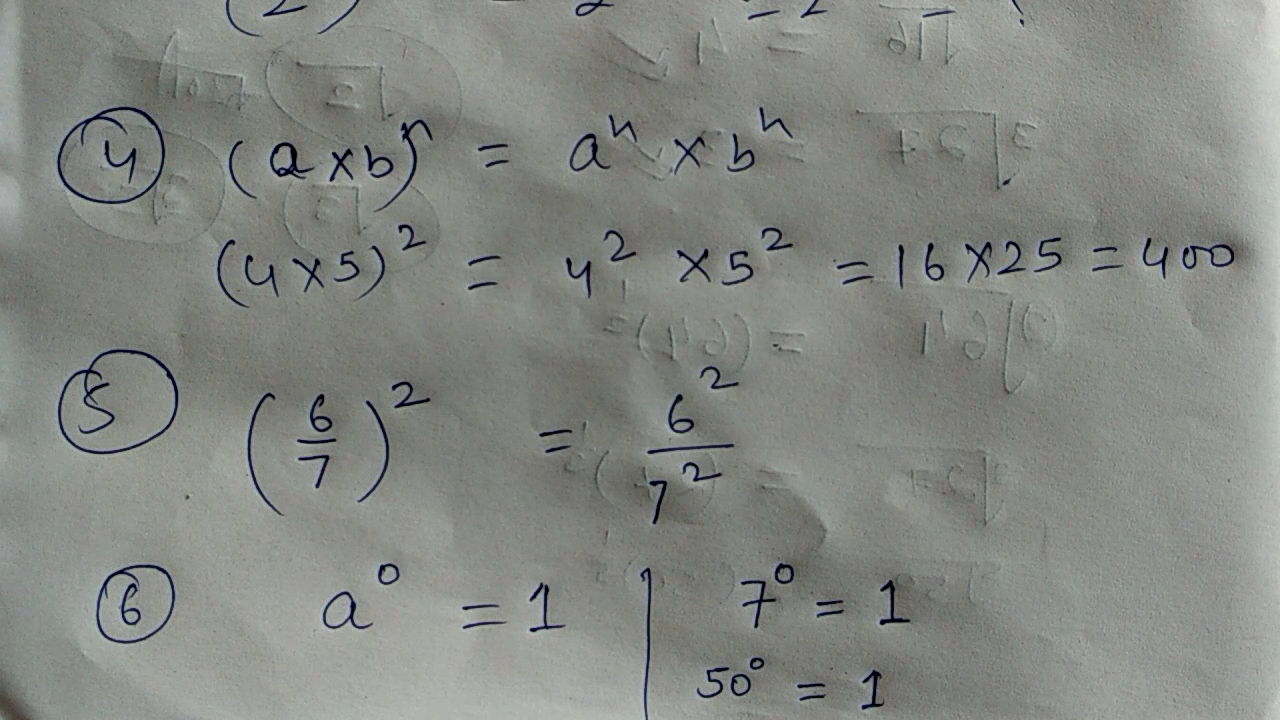 ④ (a×b)ⁿ = aⁿ × bⁿ
(4×5)² = 4² ×5² = 16×25 = 400
⑤ (6/7)² = 6²/7²
⑥ a⁰ = 1 | 7⁰ = 1
50⁰ = 1